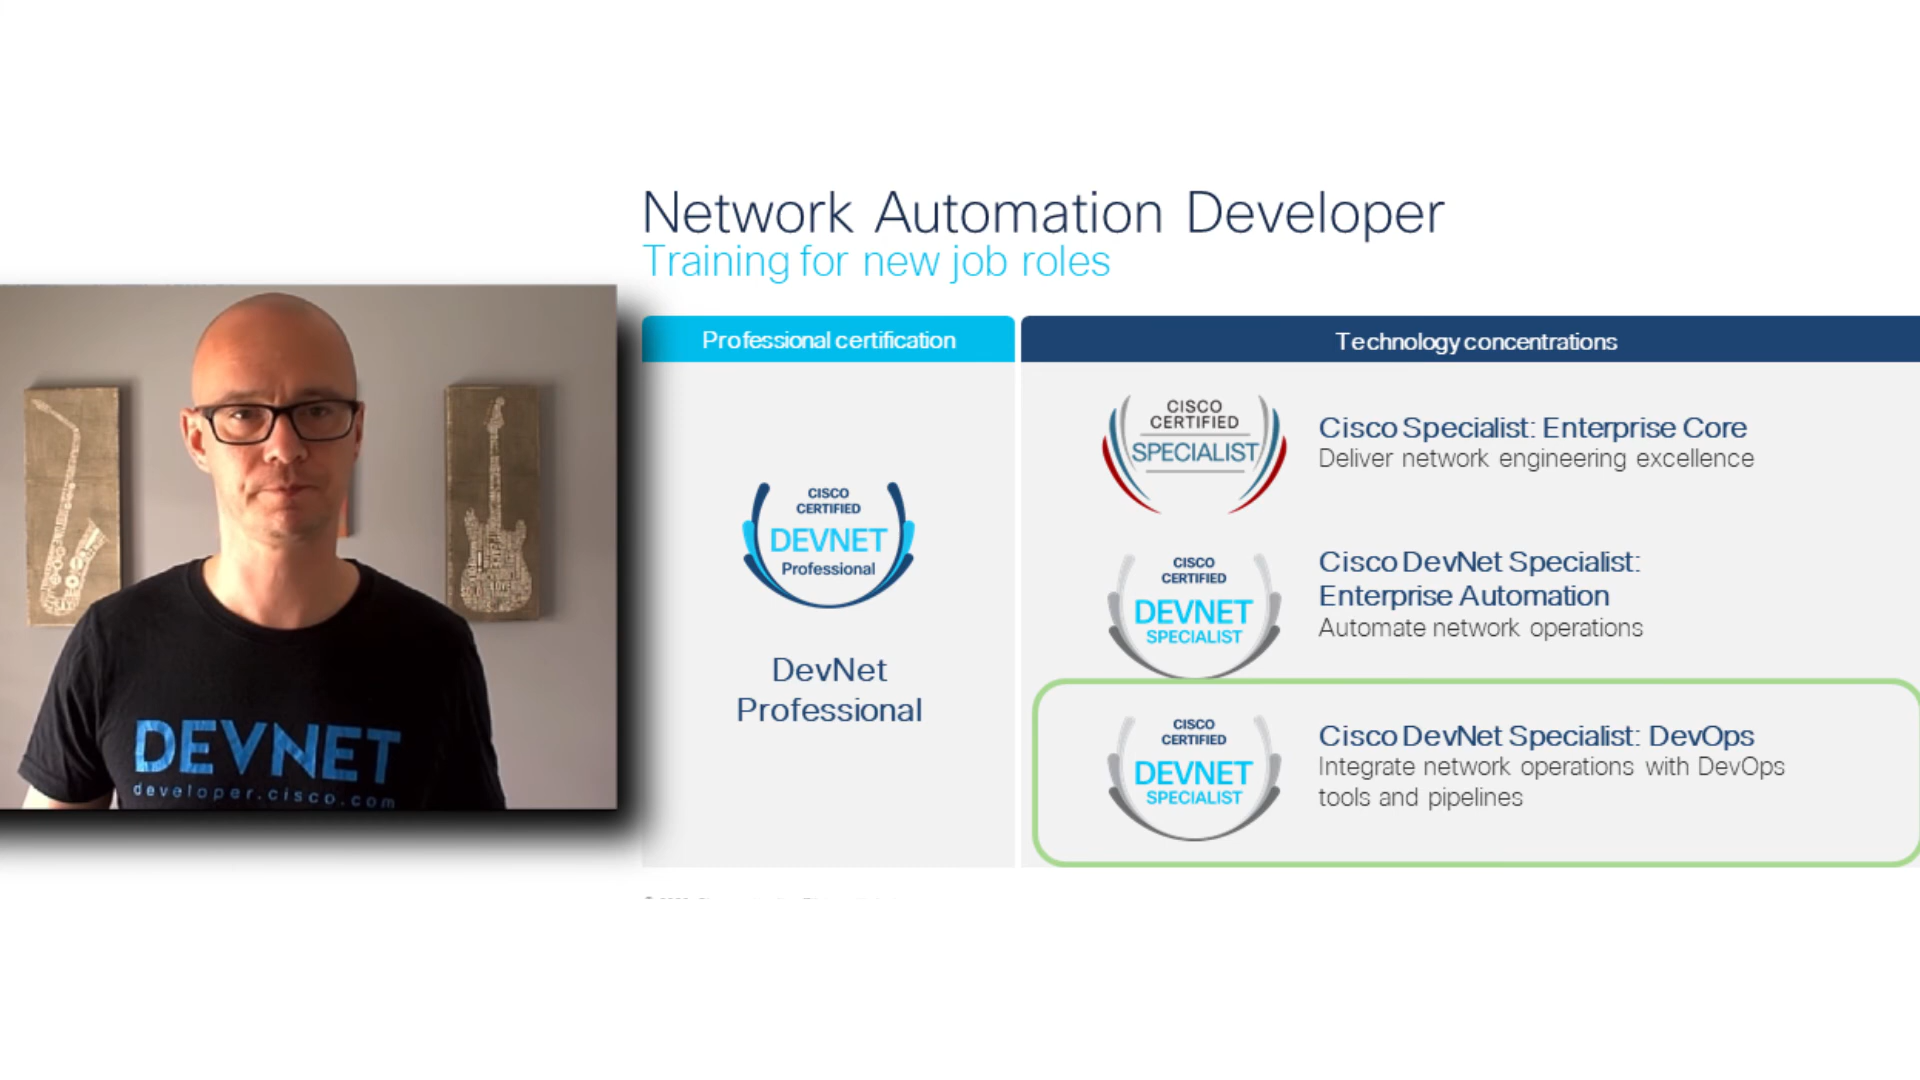 Network Automation Developer
Training for new job roles
Professional certification
Technology concentrations
CISCO
CERTIFIED
DEVNET
Professional
DevNet
Professional
CISCO
CERTIFIED
SPECIALIST
Cisco Specialist: Enterprise Core
Deliver network engineering excellence
CISCO
CERTIFIED
DEVNET
SPECIALIST
Cisco DevNet Specialist:
Enterprise Automation
Automate network operations
CISCO
CERTIFIED
DEVNET
SPECIALIST
Cisco DevNet Specialist: DevOps
Integrate network operations with DevOps
tools and pipelines
DEVNET
developer.cisco.com